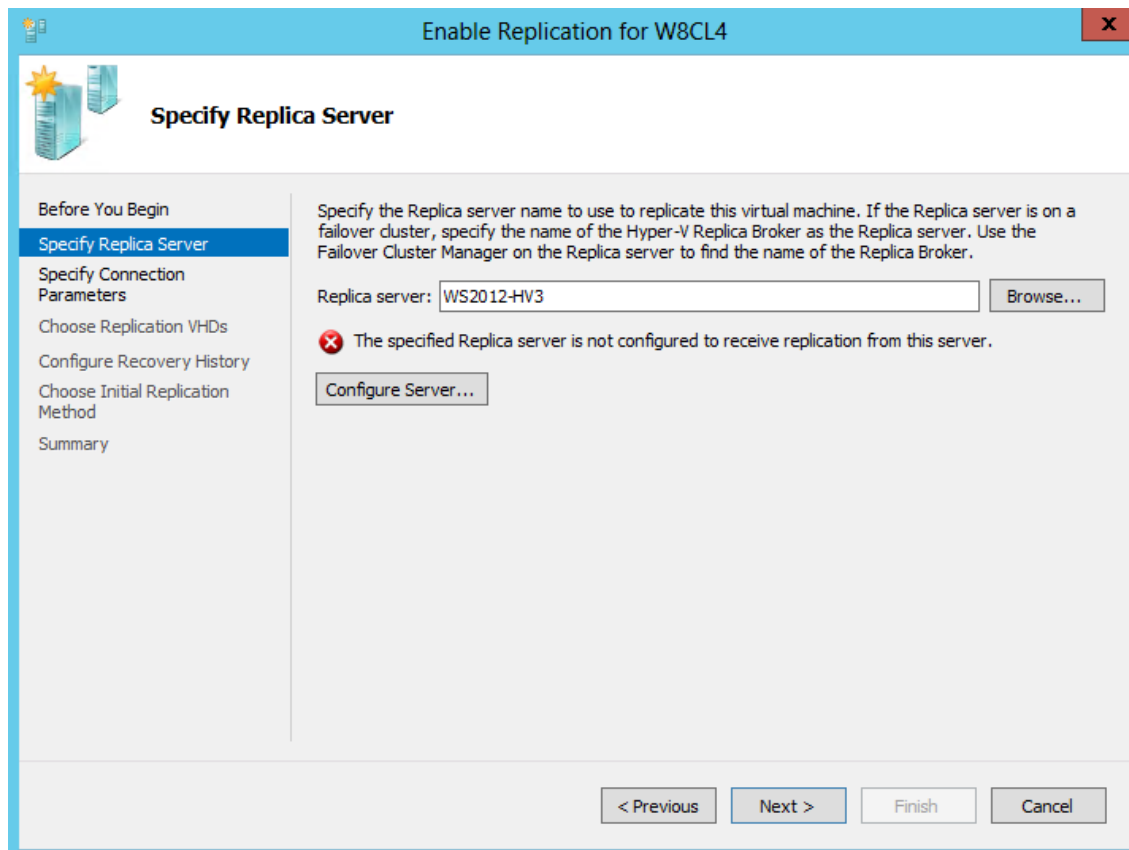 Enable Replication for W8CL4
x
Specify Replica Server
Before You Begin
Specify Replica Server
Specify Connection
Parameters
Choose Replication VHDs
Configure Recovery History
Choose Initial Replication
Method
Summary
Specify the Replica server name to use to replicate this virtual machine. If the Replica server is on a
failover cluster, specify the name of the Hyper-V Replica Broker as the Replica server. Use the
Failover Cluster Manager on the Replica server to find the name of the Replica Broker.
Replica server: WS2012-HV3 Browse...
The specified Replica server is not configured to receive replication from this server.
Configure Server...
< Previous Next > Finish Cancel